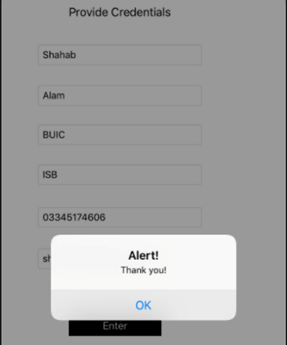 Provide Credentials
Shahab
Alam
BUIC
ISB
03345174606
Alert!
Thank you!
OK
Enter